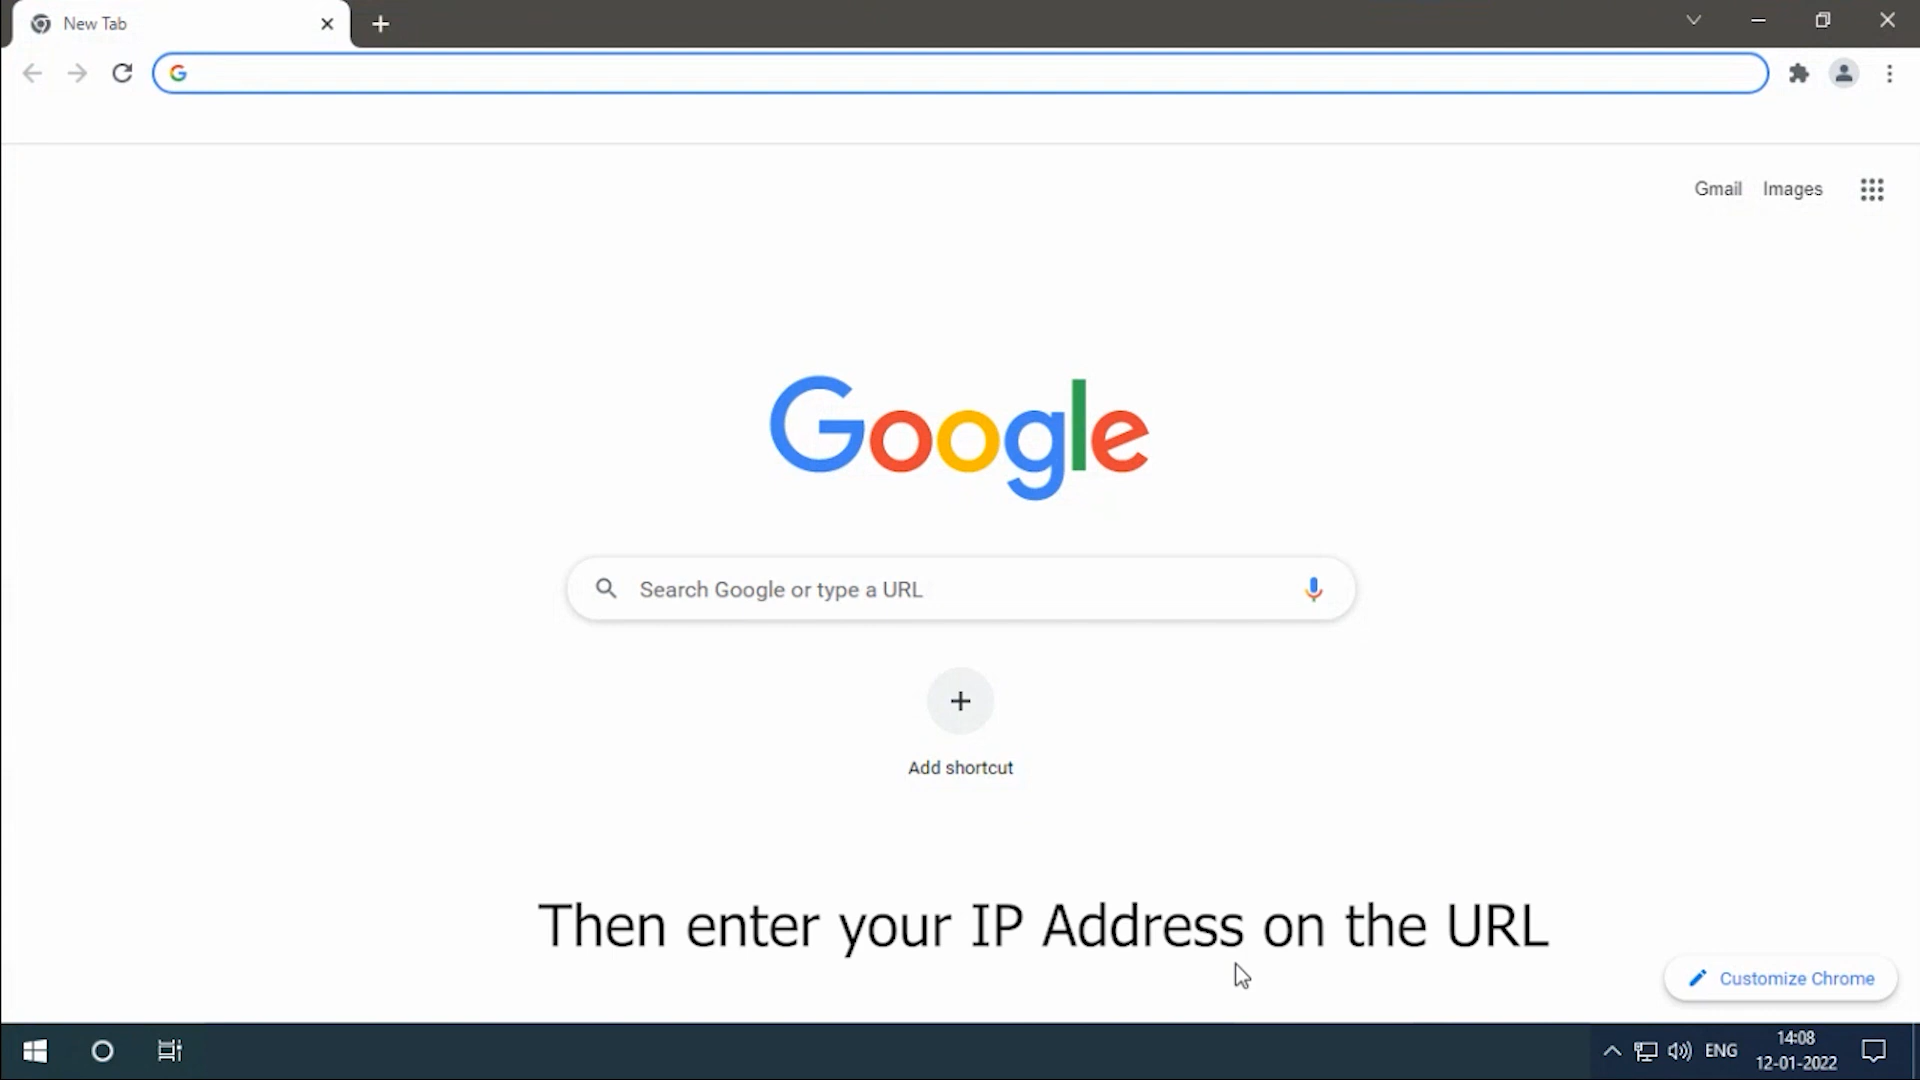 New Tab
Gmail Images
Google
Search Google or type a URL
Add shortcut
Then enter your IP Address on the URL
Customize Chrome
ENG
14:08
12-01-2022